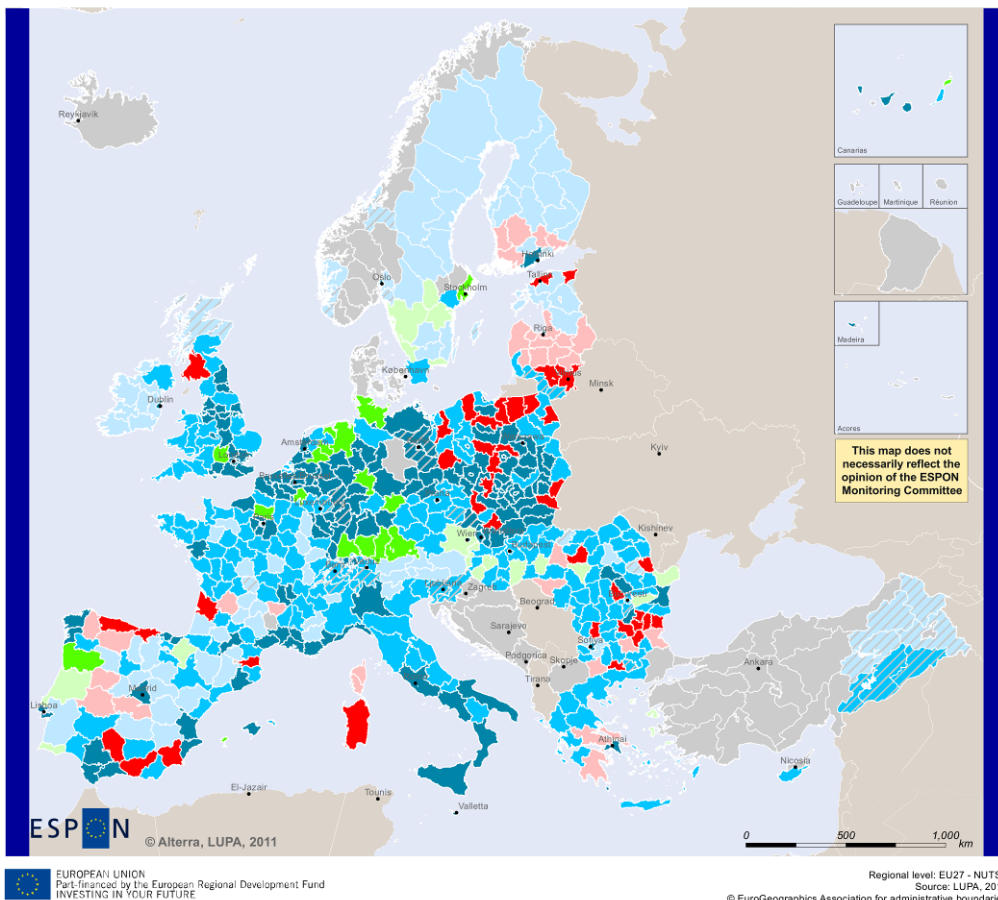 Reykjavik
Canarias
Guadeloupe Martinique Réunion
Helsinki
Oslo
Tallinn
Stockholm
Madeira
Riga
København
Minsk
Dublin
Acores
This map does not
necessarily reflect the
opinion of the ESPON
Monitoring Committee
Kyiv
Kishinev
Wien
Zagreb
Beograd
Sarajevo
Sofiya
Podgorica
Skopje
Ankara
Tirana
Madrid
Lisboa
Athinai
Nicosia
El-Jazair
Tounis
Valletta
ESPON
© Alterra, LUPA, 2011
0 500 1,000
km
EUROPEAN UNION
Part-financed by the European Regional Development Fund
INVESTING IN YOUR FUTURE
Regional level: EU27 - NUTS
Source: LUPA, 201
© EuroGeographics Association for administrative boundarie